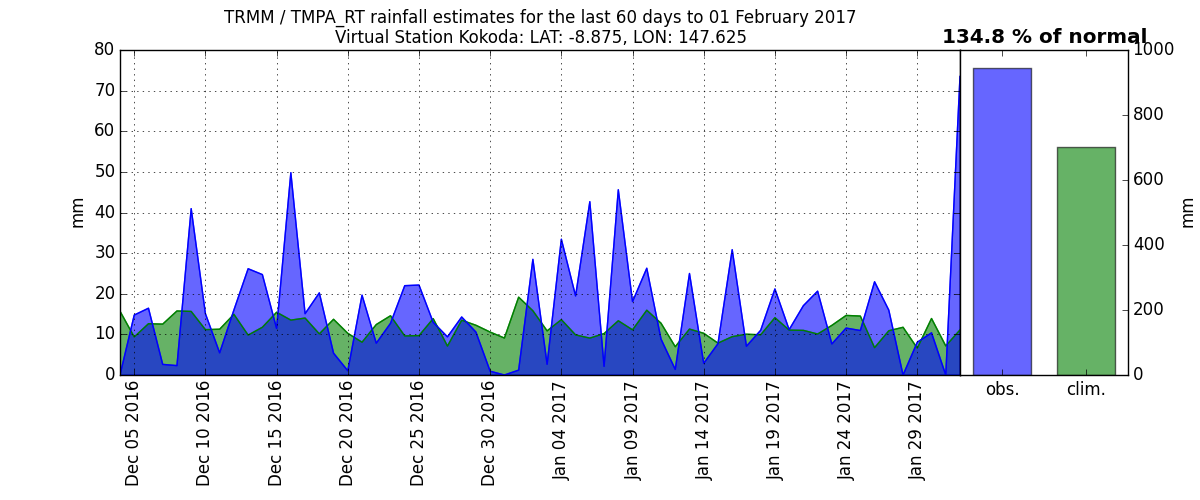 TRMM / TMPA_RT rainfall estimates for the last 60 days to 01 February 2017
Virtual Station Kokoda: LAT: -8.875, LON: 147.625
134.8 % of normal
80
70
60
50
40
30
20
10
0
mm
Dec 05 2016
Dec 10 2016
Dec 15 2016
Dec 20 2016
Dec 25 2016
Dec 30 2016
Jan 04 2017
Jan 09 2017
Jan 14 2017
Jan 19 2017
Jan 24 2017
Jan 29 2017
obs.
clim.
1000
800
600
400
200
0
mm